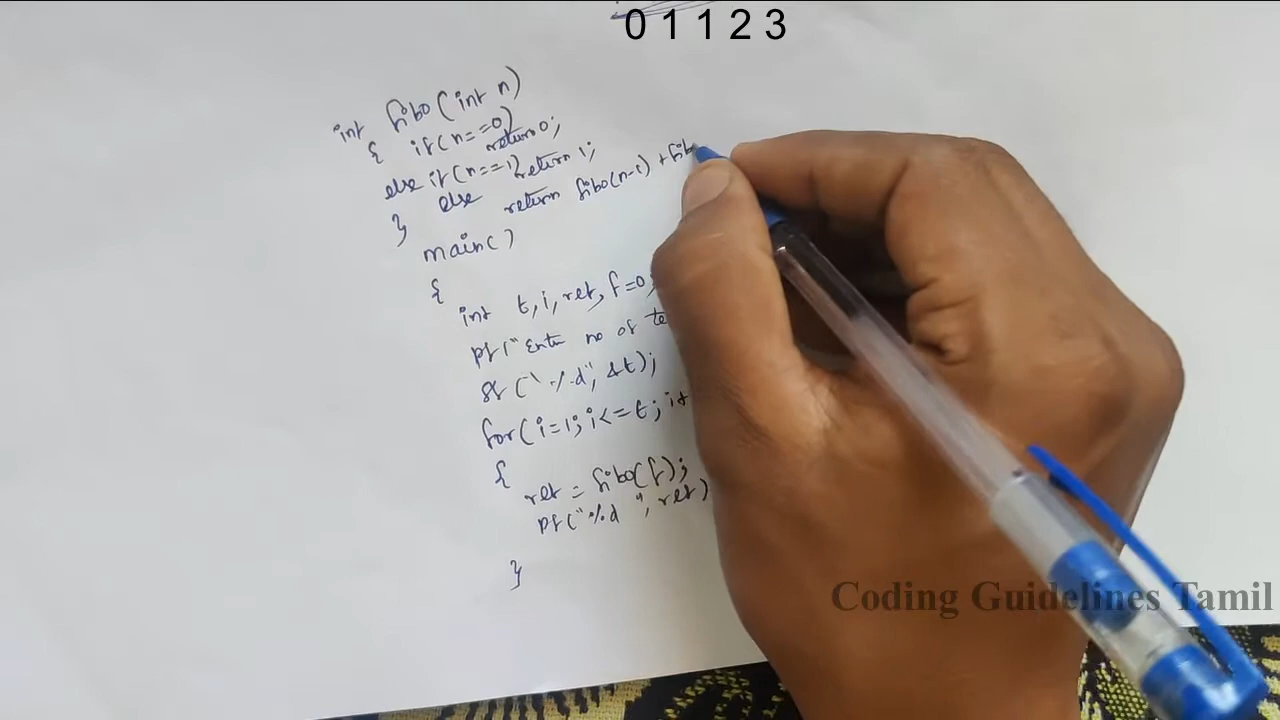 0 1 1 2 3
int fibo(int n)
{ if(n==0)
return 0;
else if(n==1) return 1;
else
return fibo(n-1) + fib
}
main()
{
int t, i, ret, f=0;
pf("Enter no of te
sf("%d", &t);
for(i=1; i<=t; i+
{
ret = fibo(f);
pf("%d ", ret)
}
Coding Guidelines Tamil